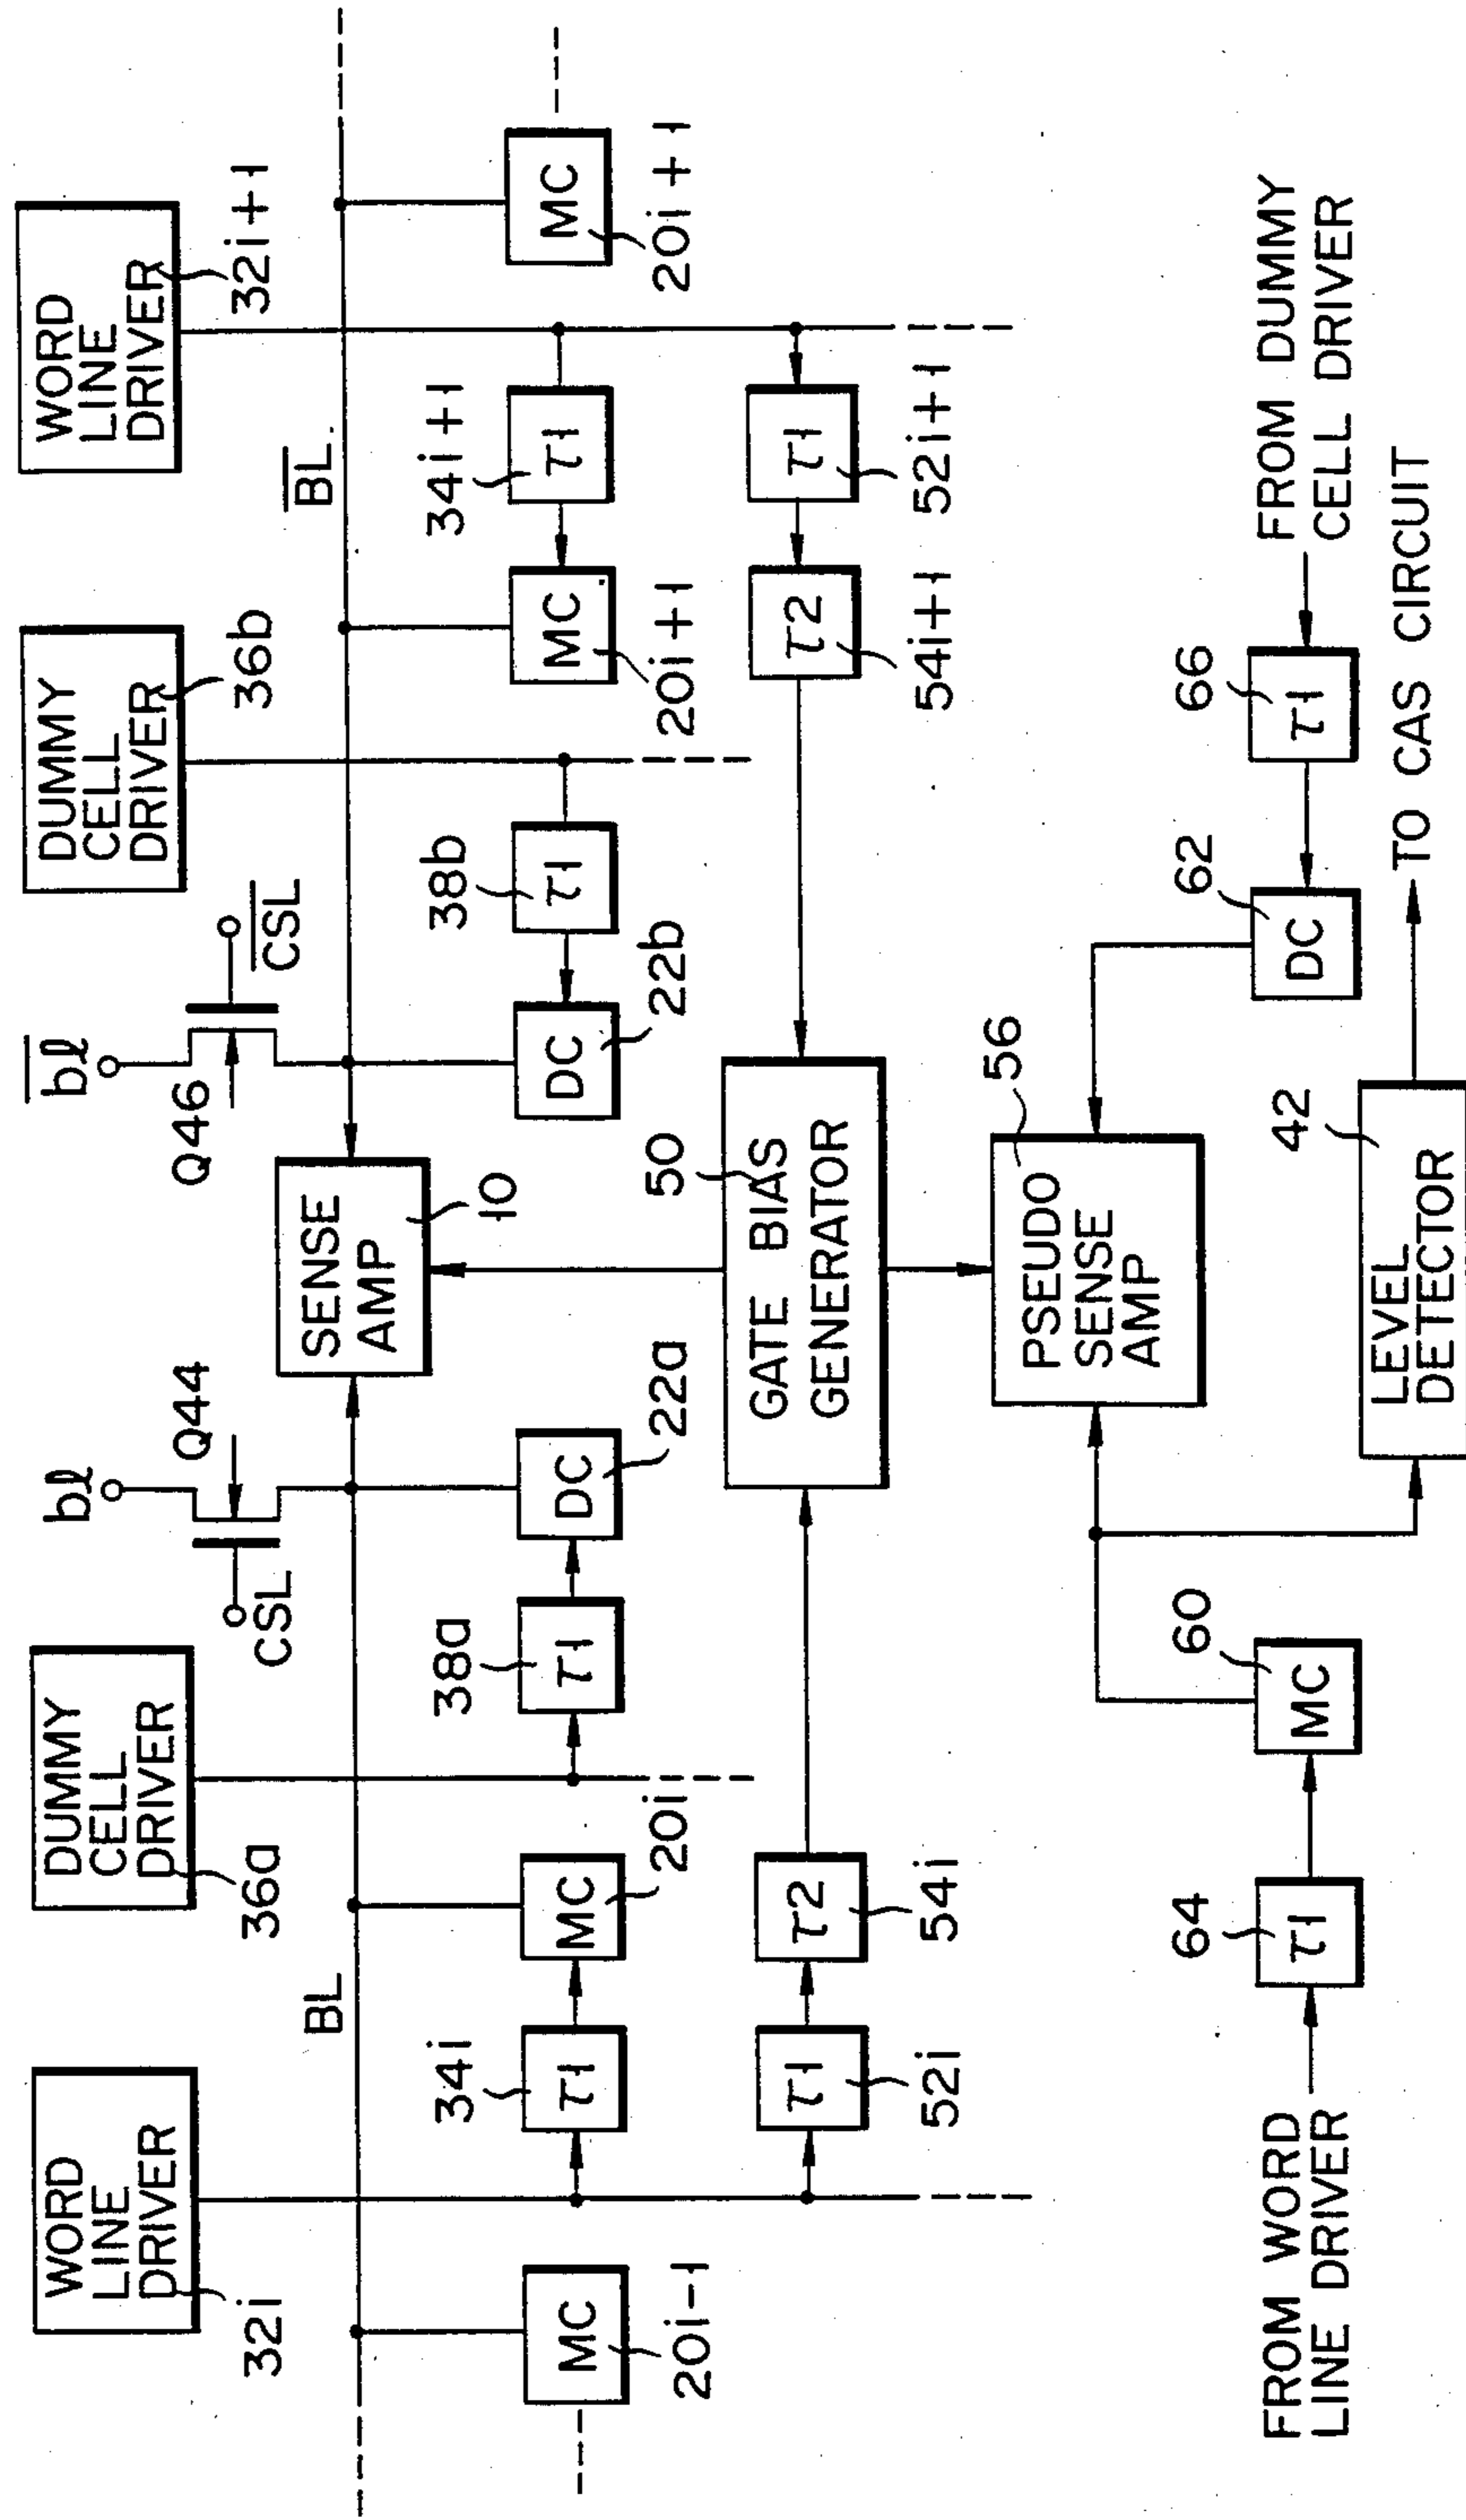 WORD
LINE
DRIVER
32i
DUMMY
CELL
DRIVER
36a
bℓ
Q44
CSL
b̅ℓ̅
Q46
C̅S̅L̅
DUMMY
CELL
DRIVER
36b
WORD
LINE
DRIVER
32i+1
BL
B̅L̅
SENSE
AMP
10
MC
20i-1
34i
τ1
MC
20i
38a
τ1
DC
22a
DC
22b
38b
τ1
MC
20i+1
34i+1
τ1
MC
20i+1
τ1
52i
τ2
54i
50
GATE BIAS
GENERATOR
τ2
54i+1
τ1
52i+1
FROM WORD
LINE DRIVER
64
τ1
60
MC
56
PSEUDO
SENSE
AMP
62
DC
66
τ1
FROM DUMMY
CELL DRIVER
42
LEVEL
DETECTOR
TO CAS CIRCUIT